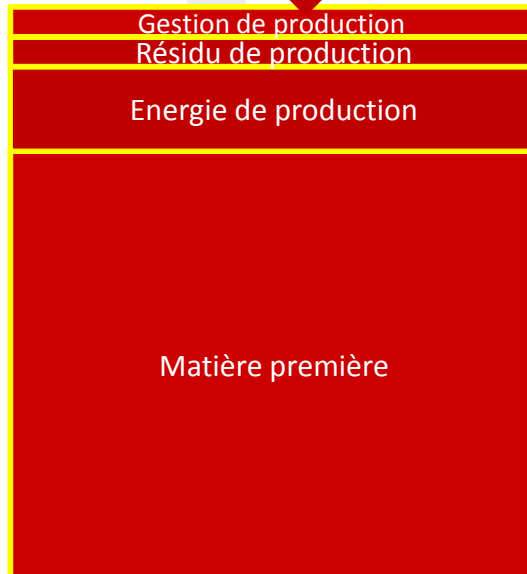 Gestion de production
Résidu de production
Energie de production
Matière première